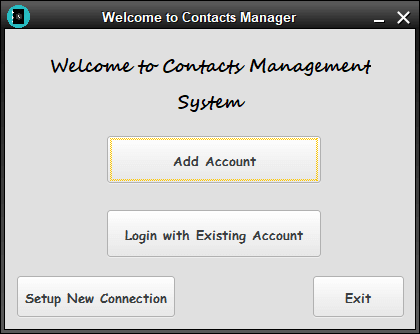 Welcome to Contacts Manager
Welcome to Contacts Management
System
Add Account
Login with Existing Account
Setup New Connection
Exit